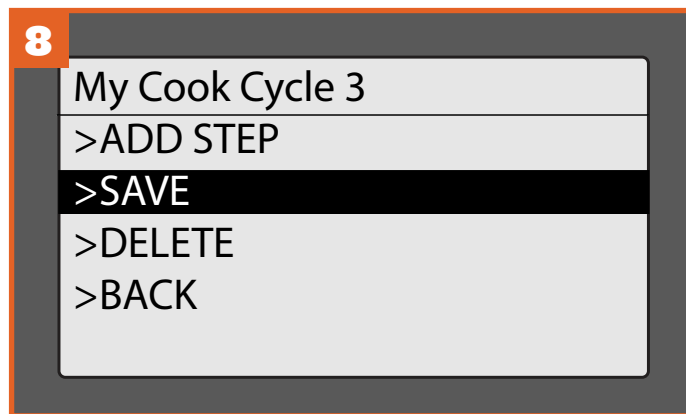 8
My Cook Cycle 3
>ADD STEP
>SAVE
>DELETE
>BACK